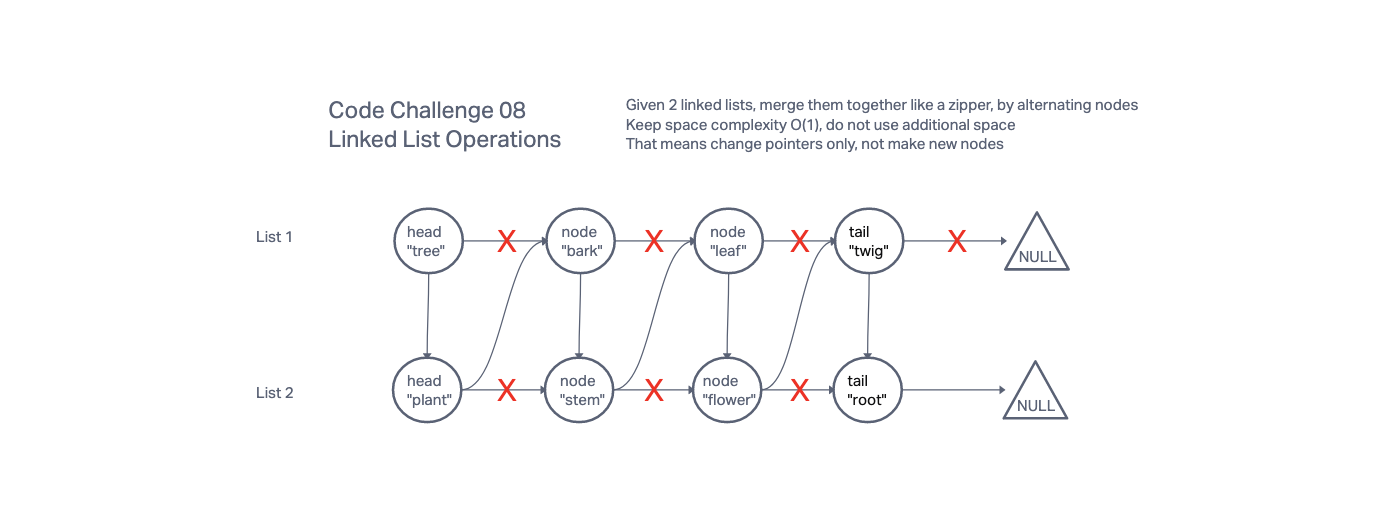 Code Challenge 08
Linked List Operations
Given 2 linked lists, merge them together like a zipper, by alternating nodes
Keep space complexity O(1), do not use additional space
That means change pointers only, not make new nodes
List 1
head
"tree"
X
node
"bark"
X
node
"leaf"
X
tail
"twig"
X
NULL
List 2
head
"plant"
X
node
"stem"
X
node
"flower"
X
tail
"root"
NULL